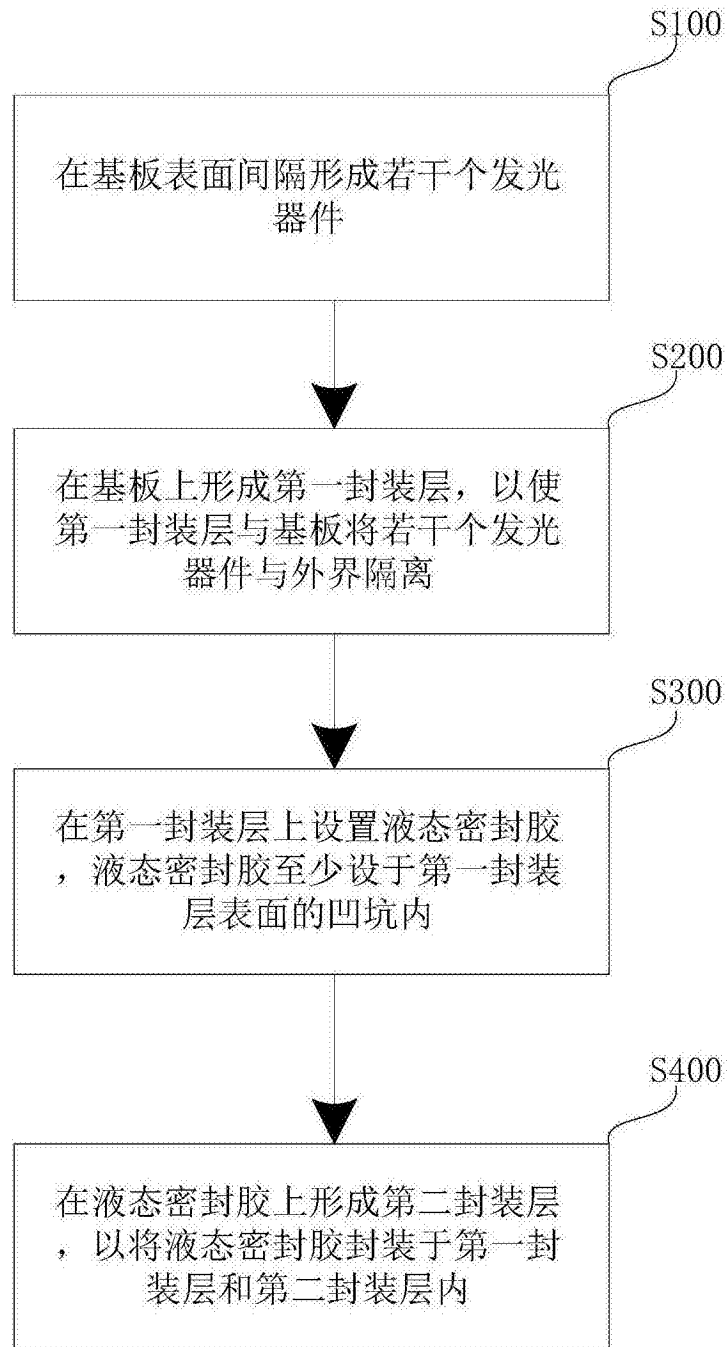 S100
在基板表面间隔形成若干个发光
器件
S200
在基板上形成第一封装层，以使
第一封装层与基板将若干个发光
器件与外界隔离
S300
在第一封装层上设置液态密封胶
，液态密封胶至少设于第一封装
层表面的凹坑内
S400
在液态密封胶上形成第二封装层
，以将液态密封胶封装于第一封
装层和第二封装层内